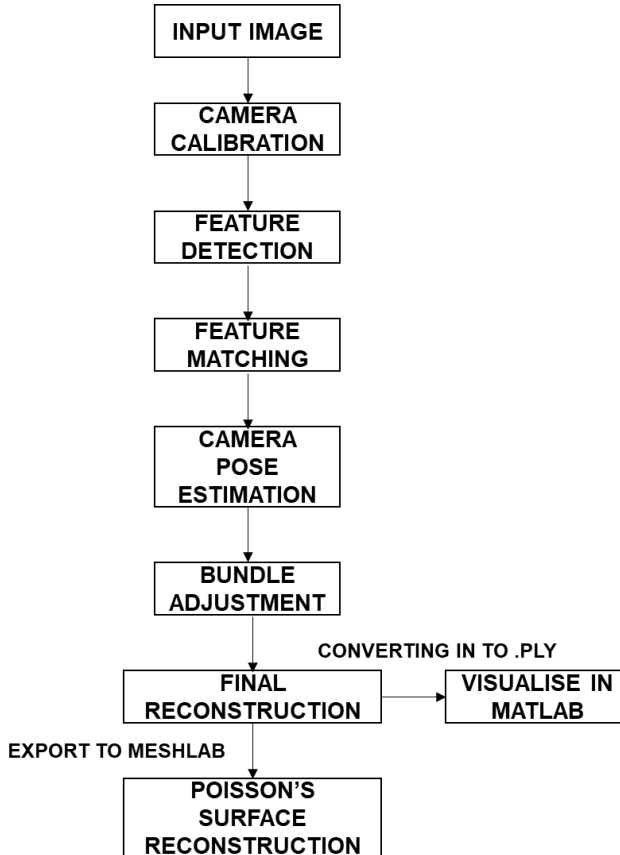 INPUT IMAGE
CAMERA
CALIBRATION
FEATURE
DETECTION
FEATURE
MATCHING
CAMERA
POSE
ESTIMATION
BUNDLE
ADJUSTMENT
CONVERTING IN TO .PLY
FINAL
RECONSTRUCTION
VISUALISE IN
MATLAB
EXPORT TO MESHLAB
POISSON'S
SURFACE
RECONSTRUCTION